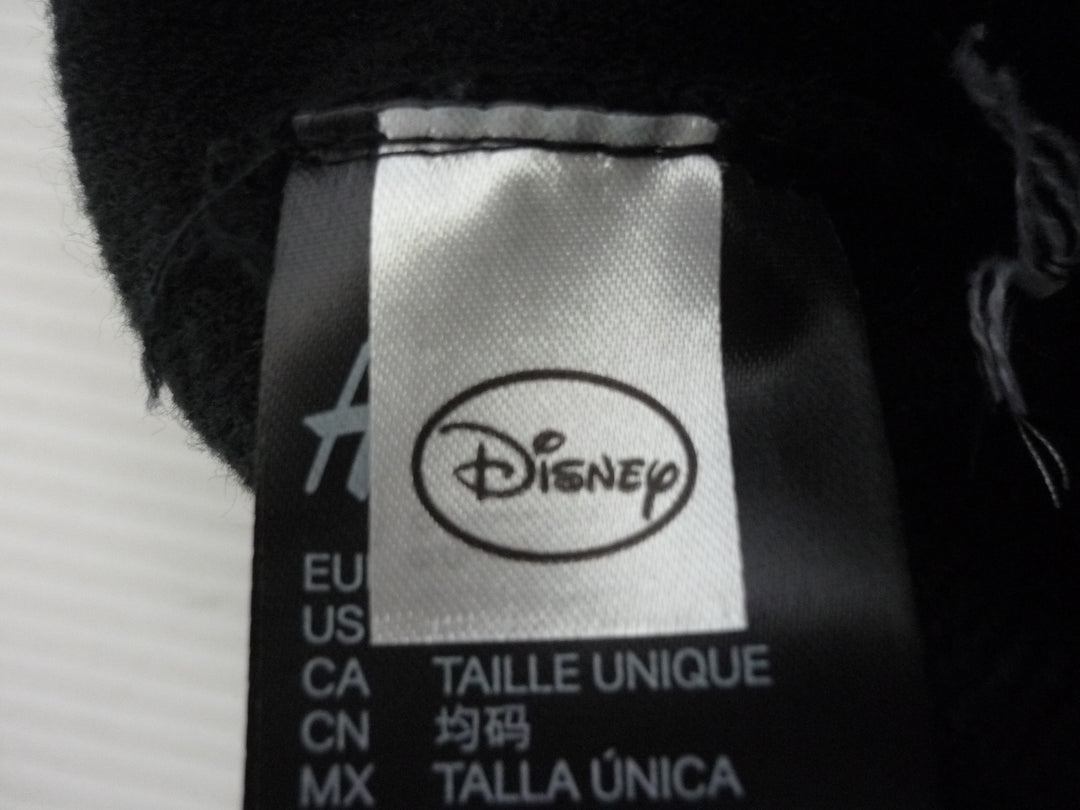 Disney
EU
US
CA TAILLE UNIQUE
CN 均码
MX TALLA ÚNICA